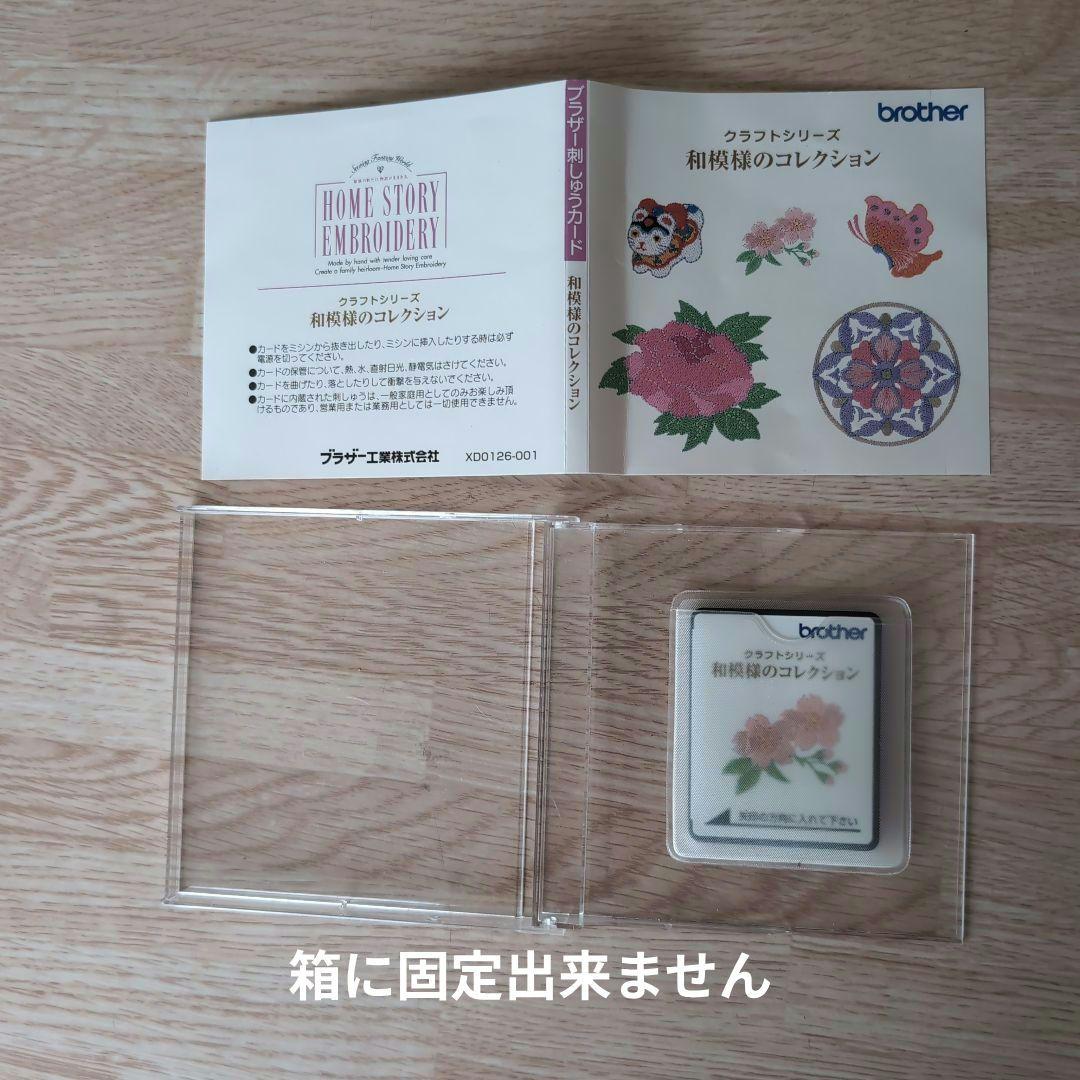 Sewing Fantasy World
HOME STORY
EMBROIDERY
Made by hand with tender loving care
Create a family heirloom-Home Story Embroidery
クラフトシリーズ
和模様のコレクション
●カードをミシンから抜き出したり、ミシンに挿入したりする時は必ず
電源を切ってください。
●カードの保管について、熱、水、直射日光、静電気はさけてください。
●カードを曲げたり、落としたりして衝撃を与えないでください。
●カードに内蔵された刺しゅうは、一般家庭用としてのみお楽しみ頂
けるものであり、営業用または業務用としては一切使用できません。
ブラザー工業株式会社 XD0126-001
ブラザー刺しゅうカード
和模様のコレクション
brother
クラフトシリーズ
和模様のコレクション
brother
クラフトシリーズ
和模様のコレクション
矢印の方向に入れて下さい
箱に固定出来ません